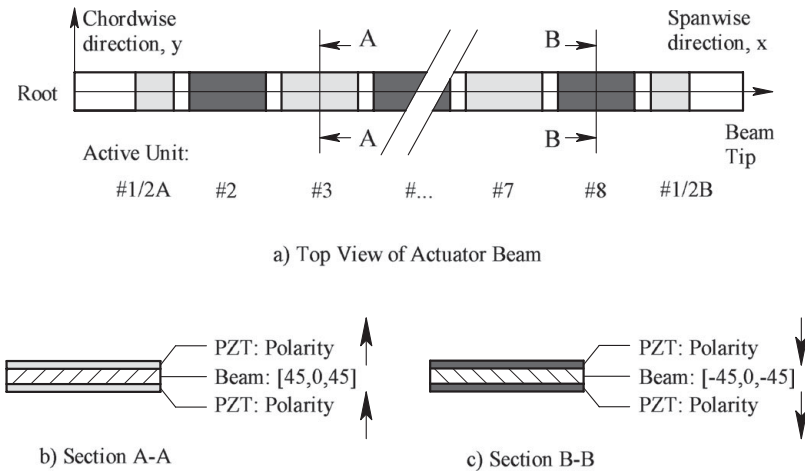 Chordwise
direction, y
Spanwise
direction, x
A
B
Root
A
B
Beam
Tip
Active Unit:
#1/2A #2 #3 #... #7 #8 #1/2B
a) Top View of Actuator Beam
PZT: Polarity
Beam: [45,0,45]
PZT: Polarity
b) Section A-A
PZT: Polarity
Beam: [-45,0,-45]
PZT: Polarity
c) Section B-B